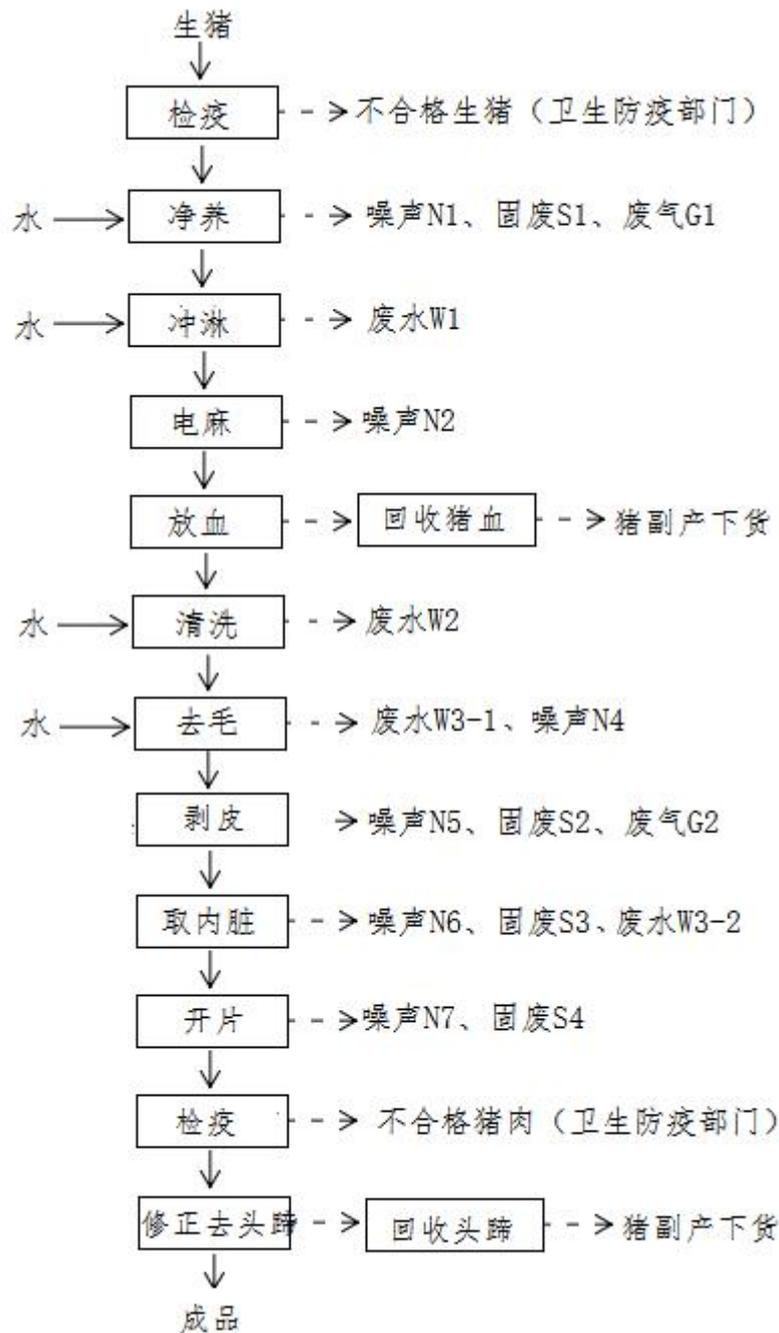 生猪
检疫 不合格生猪（卫生防疫部门）
水 净养 噪声N1、固废S1、废气G1
水 冲淋 废水W1
电麻 噪声N2
放血 回收猪血 猪副产下货
水 清洗 废水W2
水 去毛 废水W3-1、噪声N4
剥皮 噪声N5、固废S2、废气G2
取内脏 噪声N6、固废S3、废水W3-2
开片 噪声N7、固废S4
检疫 不合格猪肉（卫生防疫部门）
修正去头蹄 回收头蹄 猪副产下货
成品